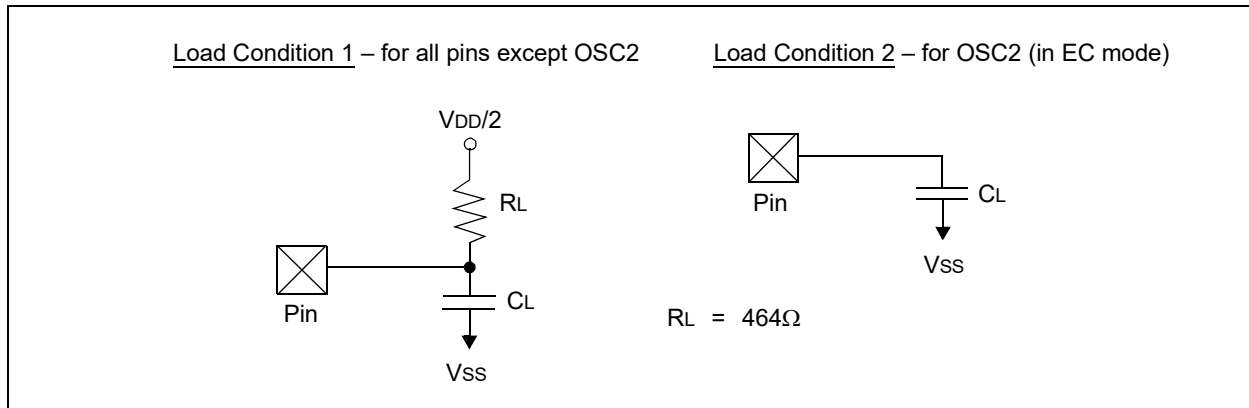 Load Condition 1 – for all pins except OSC2
VDD/2
RL
Pin
CL
VSS
Load Condition 2 – for OSC2 (in EC mode)
Pin
CL
VSS
RL = 464Ω